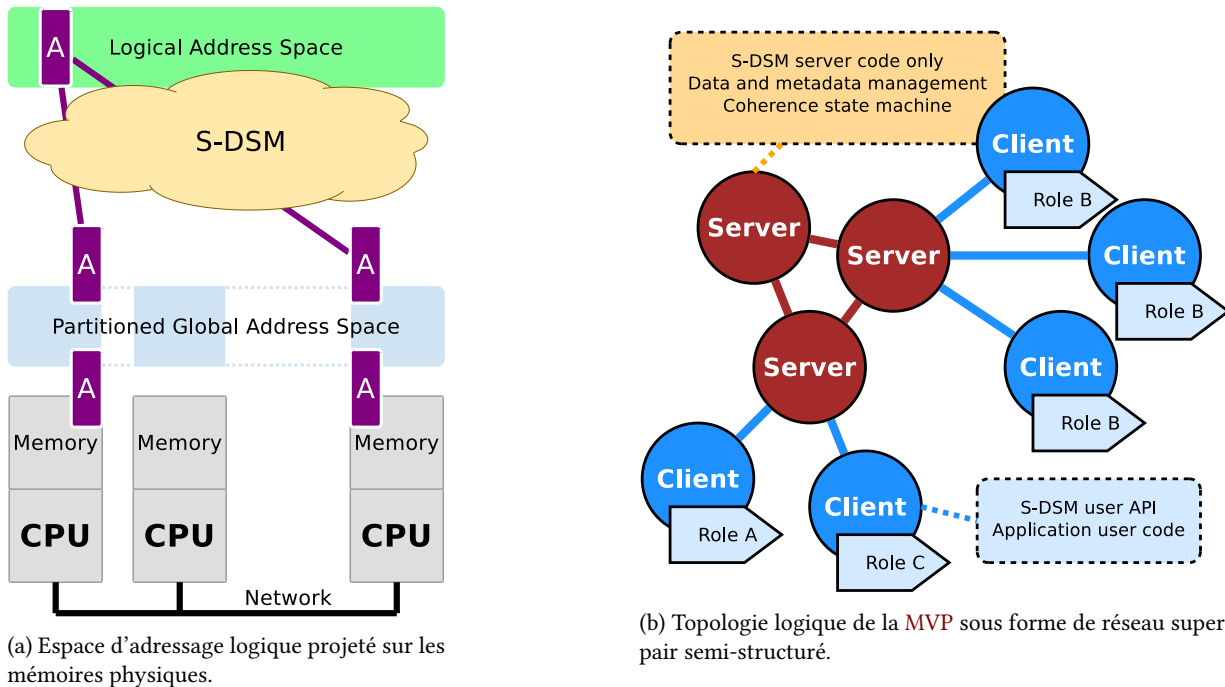 A
Logical Address Space
S-DSM
A
A
Partitioned Global Address Space
A
A
Memory
Memory
Memory
CPU
CPU
CPU
Network
(a) Espace d'adressage logique projeté sur les
mémoires physiques.
S-DSM server code only
Data and metadata management
Coherence state machine
Client
Role B
Server
Server
Client
Role B
Server
Client
Role B
Client
Role A
Client
Role C
S-DSM user API
Application user code
(b) Topologie logique de la MVP sous forme de réseau super
pair semi-structuré.